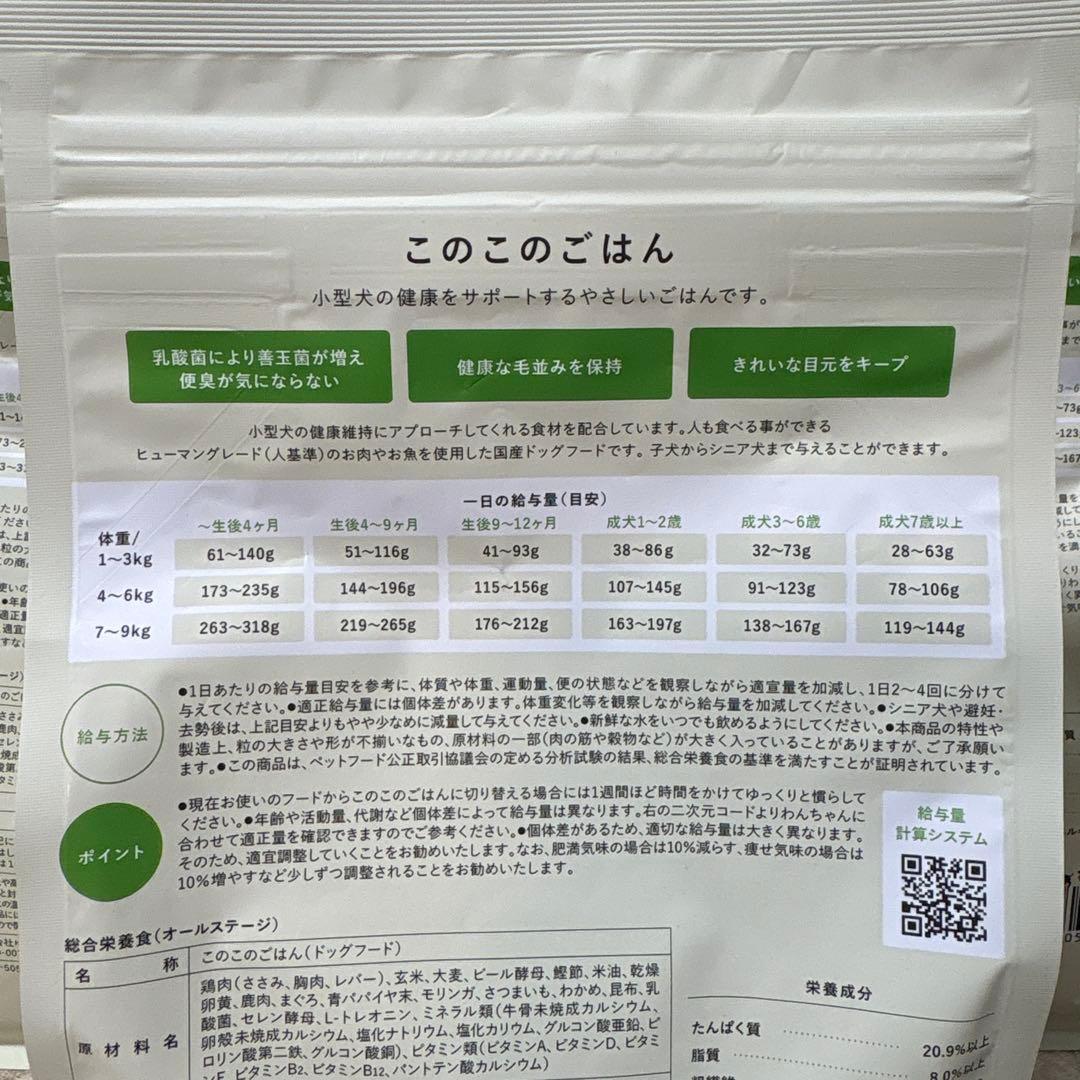 このこのごはん
小型犬の健康をサポートするやさしいごはんです。
乳酸菌により善玉菌が増え
便臭が気にならない
健康な毛並みを保持
きれいな目元をキープ
小型犬の健康維持にアプローチしてくれる食材を配合しています。人も食べる事ができる
ヒューマングレード(人基準)のお肉やお魚を使用した国産ドッグフードです。子犬からシニア犬まで与えることができます。
一日の給与量(目安)
体重/ ～生後4ヶ月 生後4～9ヶ月 生後9～12ヶ月 成犬1～2歳 成犬3～6歳 成犬7歳以上
1～3kg 61～140g 51～116g 41～93g 38～86g 32～73g 28～63g
4～6kg 173～235g 144～196g 115～156g 107～145g 91～123g 78～106g
7～9kg 263～318g 219～265g 176～212g 163～197g 138～167g 119～144g
給与方法
●1日あたりの給与量目安を参考に、体質や体重、運動量、便の状態などを観察しながら適宣量を加減し、1日2～4回に分けて
与えてください。●適正給与量には個体差があります。体重変化等を観察しながら給与量を加減してください。●シニア犬や避妊・
去勢後は、上記目安よりもやや少なめに減量して与えてください。●新鮮な水をいつでも飲めるようにしてください。●本商品の特性や
製造上、粒の大きさや形が不揃いなもの、原材料の一部(肉の筋や穀物など)が大きく入っていることがありますが、ご了承願い
ます。●この商品は、ペットフード公正取引協議会の定める分析試験の結果、総合栄養食の基準を満たすことが証明されています。
ポイント
●現在お使いのフードからこのこのごはんに切り替える場合には1週間ほど時間をかけてゆっくりと慣らして
ください。●年齢や活動量、代謝など個体差によって給与量は異なります。右の二次元コードよりわんちゃんに
合わせて適正量を確認できますのでご参考ください。●個体差があるため、適切な給与量は大きく異なります。
そのため、適宜調整していくことをお勧めいたします。なお、肥満気味の場合は10%減らす、痩せ気味の場合は
10%増やすなど少しずつ調整されることをお勧めいたします。
給与量
計算システム
総合栄養食(オールステージ)
名称 このこのごはん(ドッグフード)
原材料名
鶏肉(ささみ、胸肉、レバー)、玄米、大麦、ビール酵母、鰹節、米油、乾燥
卵黄、鹿肉、まぐろ、青パパイヤ末、モリンガ、さつまいも、わかめ、昆布、乳
酸菌、セレン酵母、L-トレオニン、ミネラル類(牛骨未焼成カルシウム、
卵殻未焼成カルシウム、塩化ナトリウム、塩化カリウム、グルコン酸亜鉛、ピ
ロリン酸第二鉄、グルコン酸銅)、ビタミン類(ビタミンA、ビタミンD、ビタミ
ンE、ビタミンB2、ビタミンB12、パントテン酸カルシウム)
栄養成分
たんぱく質 20.9%以上
脂質 8.0%以上